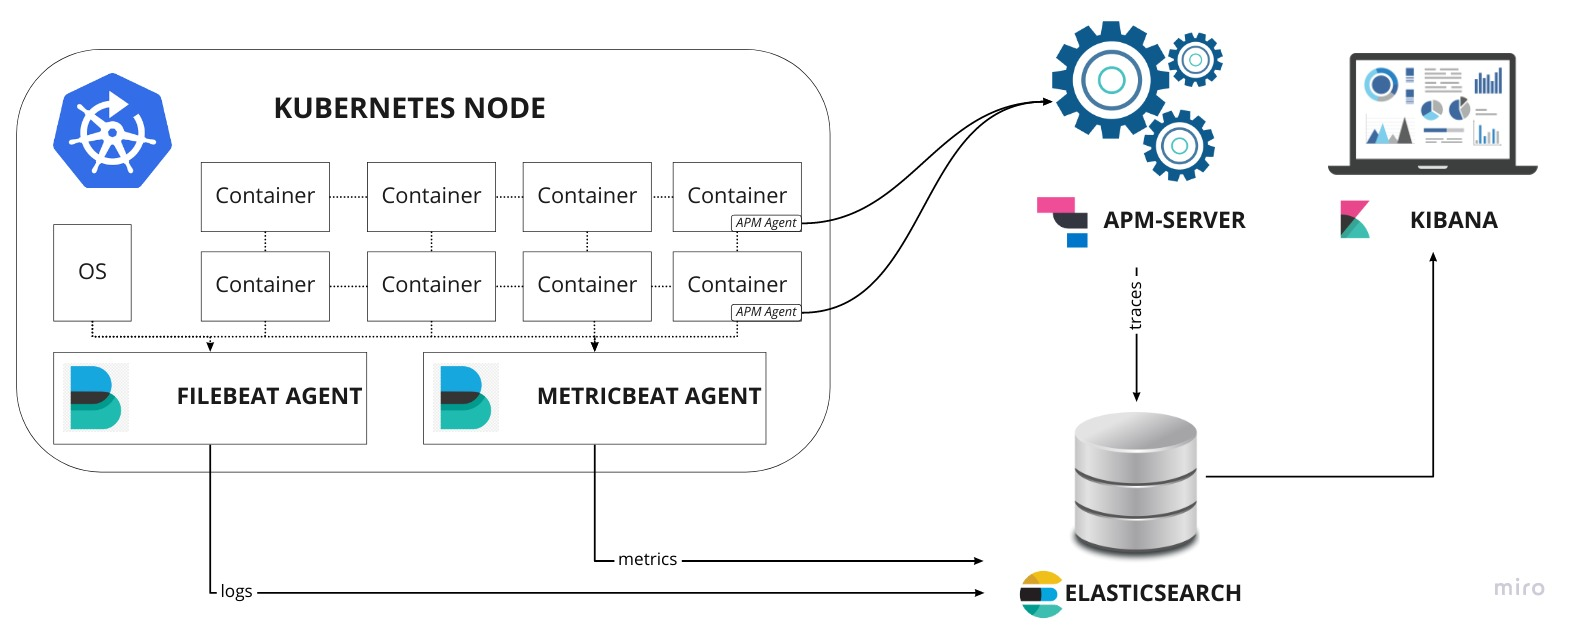 KUBERNETES NODE
Container
Container
Container
Container
APM Agent
OS
Container
Container
Container
Container
APM Agent
FILEBEAT AGENT
METRICBEAT AGENT
APM-SERVER
KIBANA
traces
metrics
logs
ELASTICSEARCH
miro